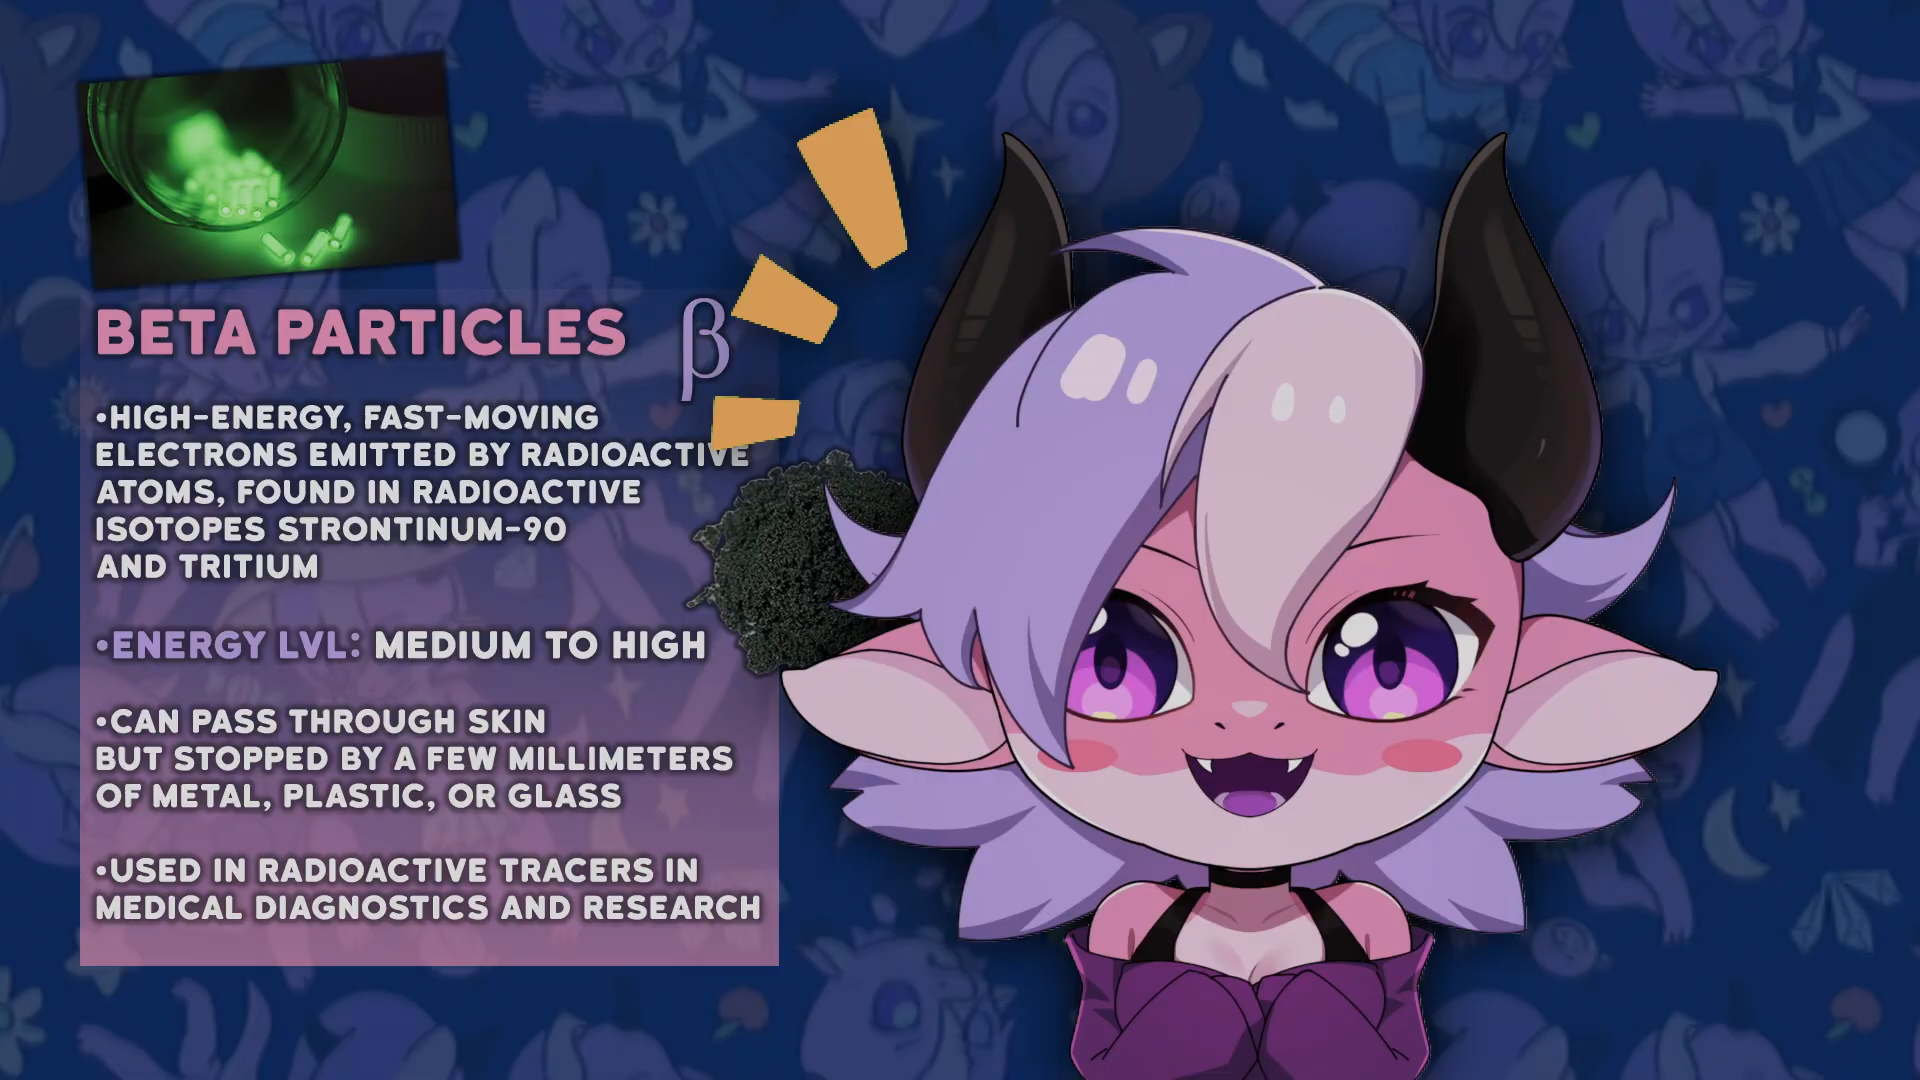 BETA PARTICLES β
•HIGH-ENERGY, FAST-MOVING
ELECTRONS EMITTED BY RADIOACTIVE
ATOMS, FOUND IN RADIOACTIVE
ISOTOPES STRONTINUM-90
AND TRITIUM
•ENERGY LVL: MEDIUM TO HIGH
•CAN PASS THROUGH SKIN
BUT STOPPED BY A FEW MILLIMETERS
OF METAL, PLASTIC, OR GLASS
•USED IN RADIOACTIVE TRACERS IN
MEDICAL DIAGNOSTICS AND RESEARCH